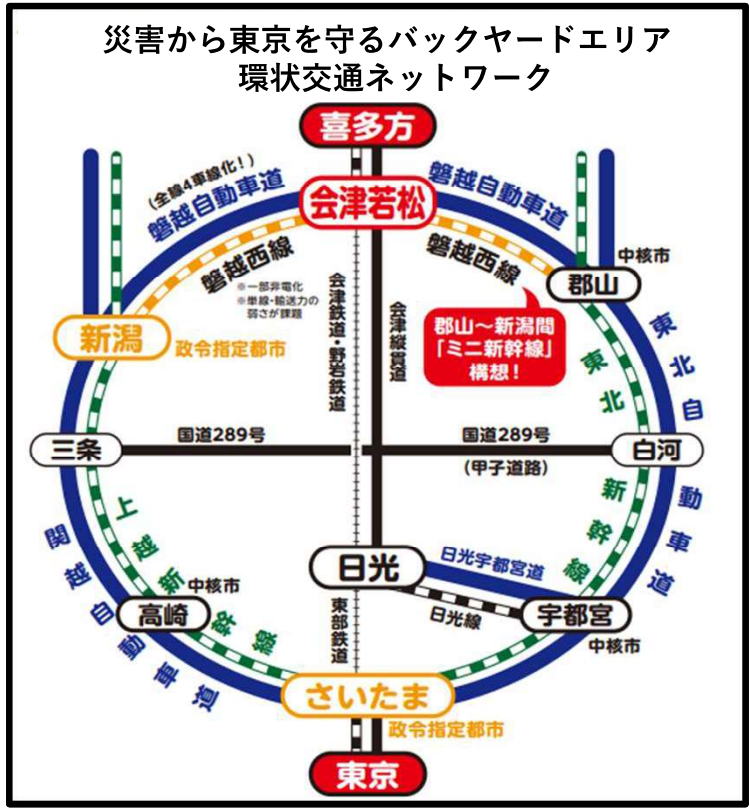 災害から東京を守るバックヤードエリア
環状交通ネットワーク
喜多方
(全線4車線化!)
磐越自動車道
会津若松
磐越自動車道
磐越西線
※一部非電化
※単線・輸送力の
弱さが課題
磐越西線
中核市
郡山
新潟
政令指定都市
会津鉄道・野岩鉄道
会津縦貫道
郡山~新潟間
「ミニ新幹線」
構想!
東北自動車道
東北新幹線
三条
国道289号
国道289号
(甲子道路)
白河
上越新幹線
関越自動車道
日光
日光宇都宮道
日光線
中核市
高崎
宇都宮
中核市
東部鉄道
さいたま
政令指定都市
東京